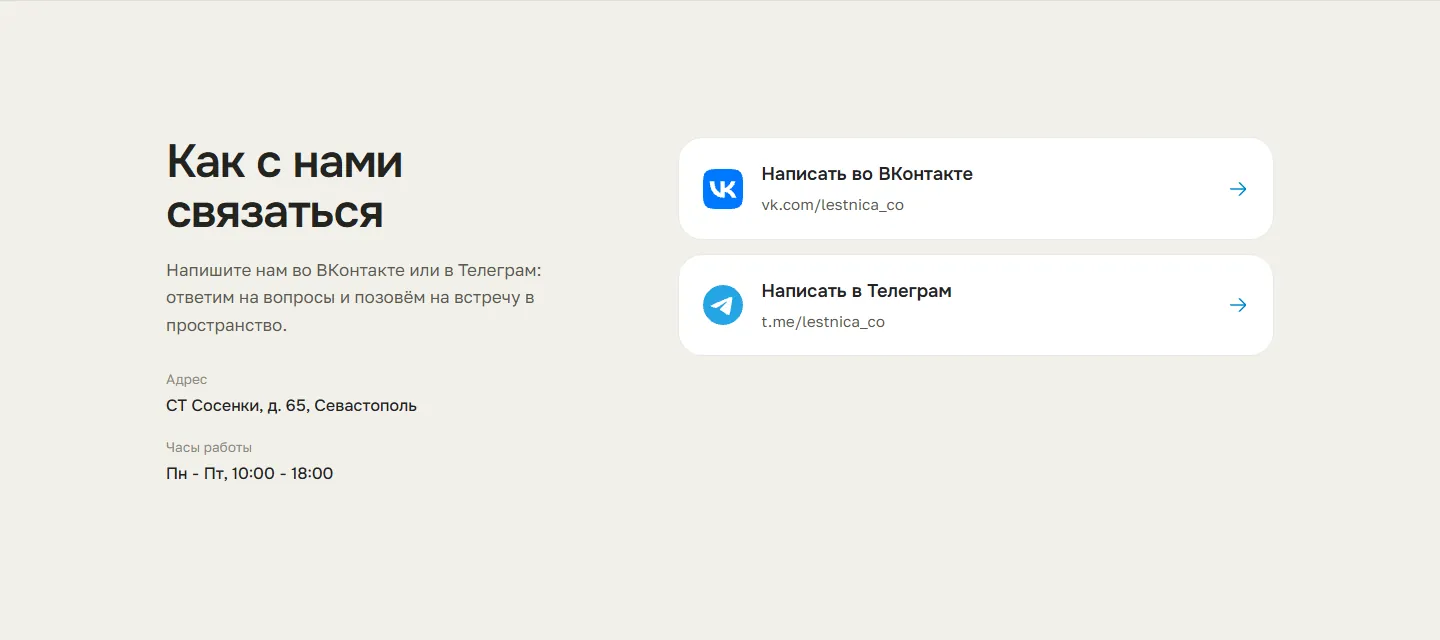 Как с нами
связаться
Напишите нам во ВКонтакте или в Телеграм:
ответим на вопросы и позовём на встречу в
пространство.
Адрес
СТ Сосенки, д. 65, Севастополь
Часы работы
Пн - Пт, 10:00 - 18:00
Написать во ВКонтакте
vk.com/lestnica_co
Написать в Телеграм
t.me/lestnica_co